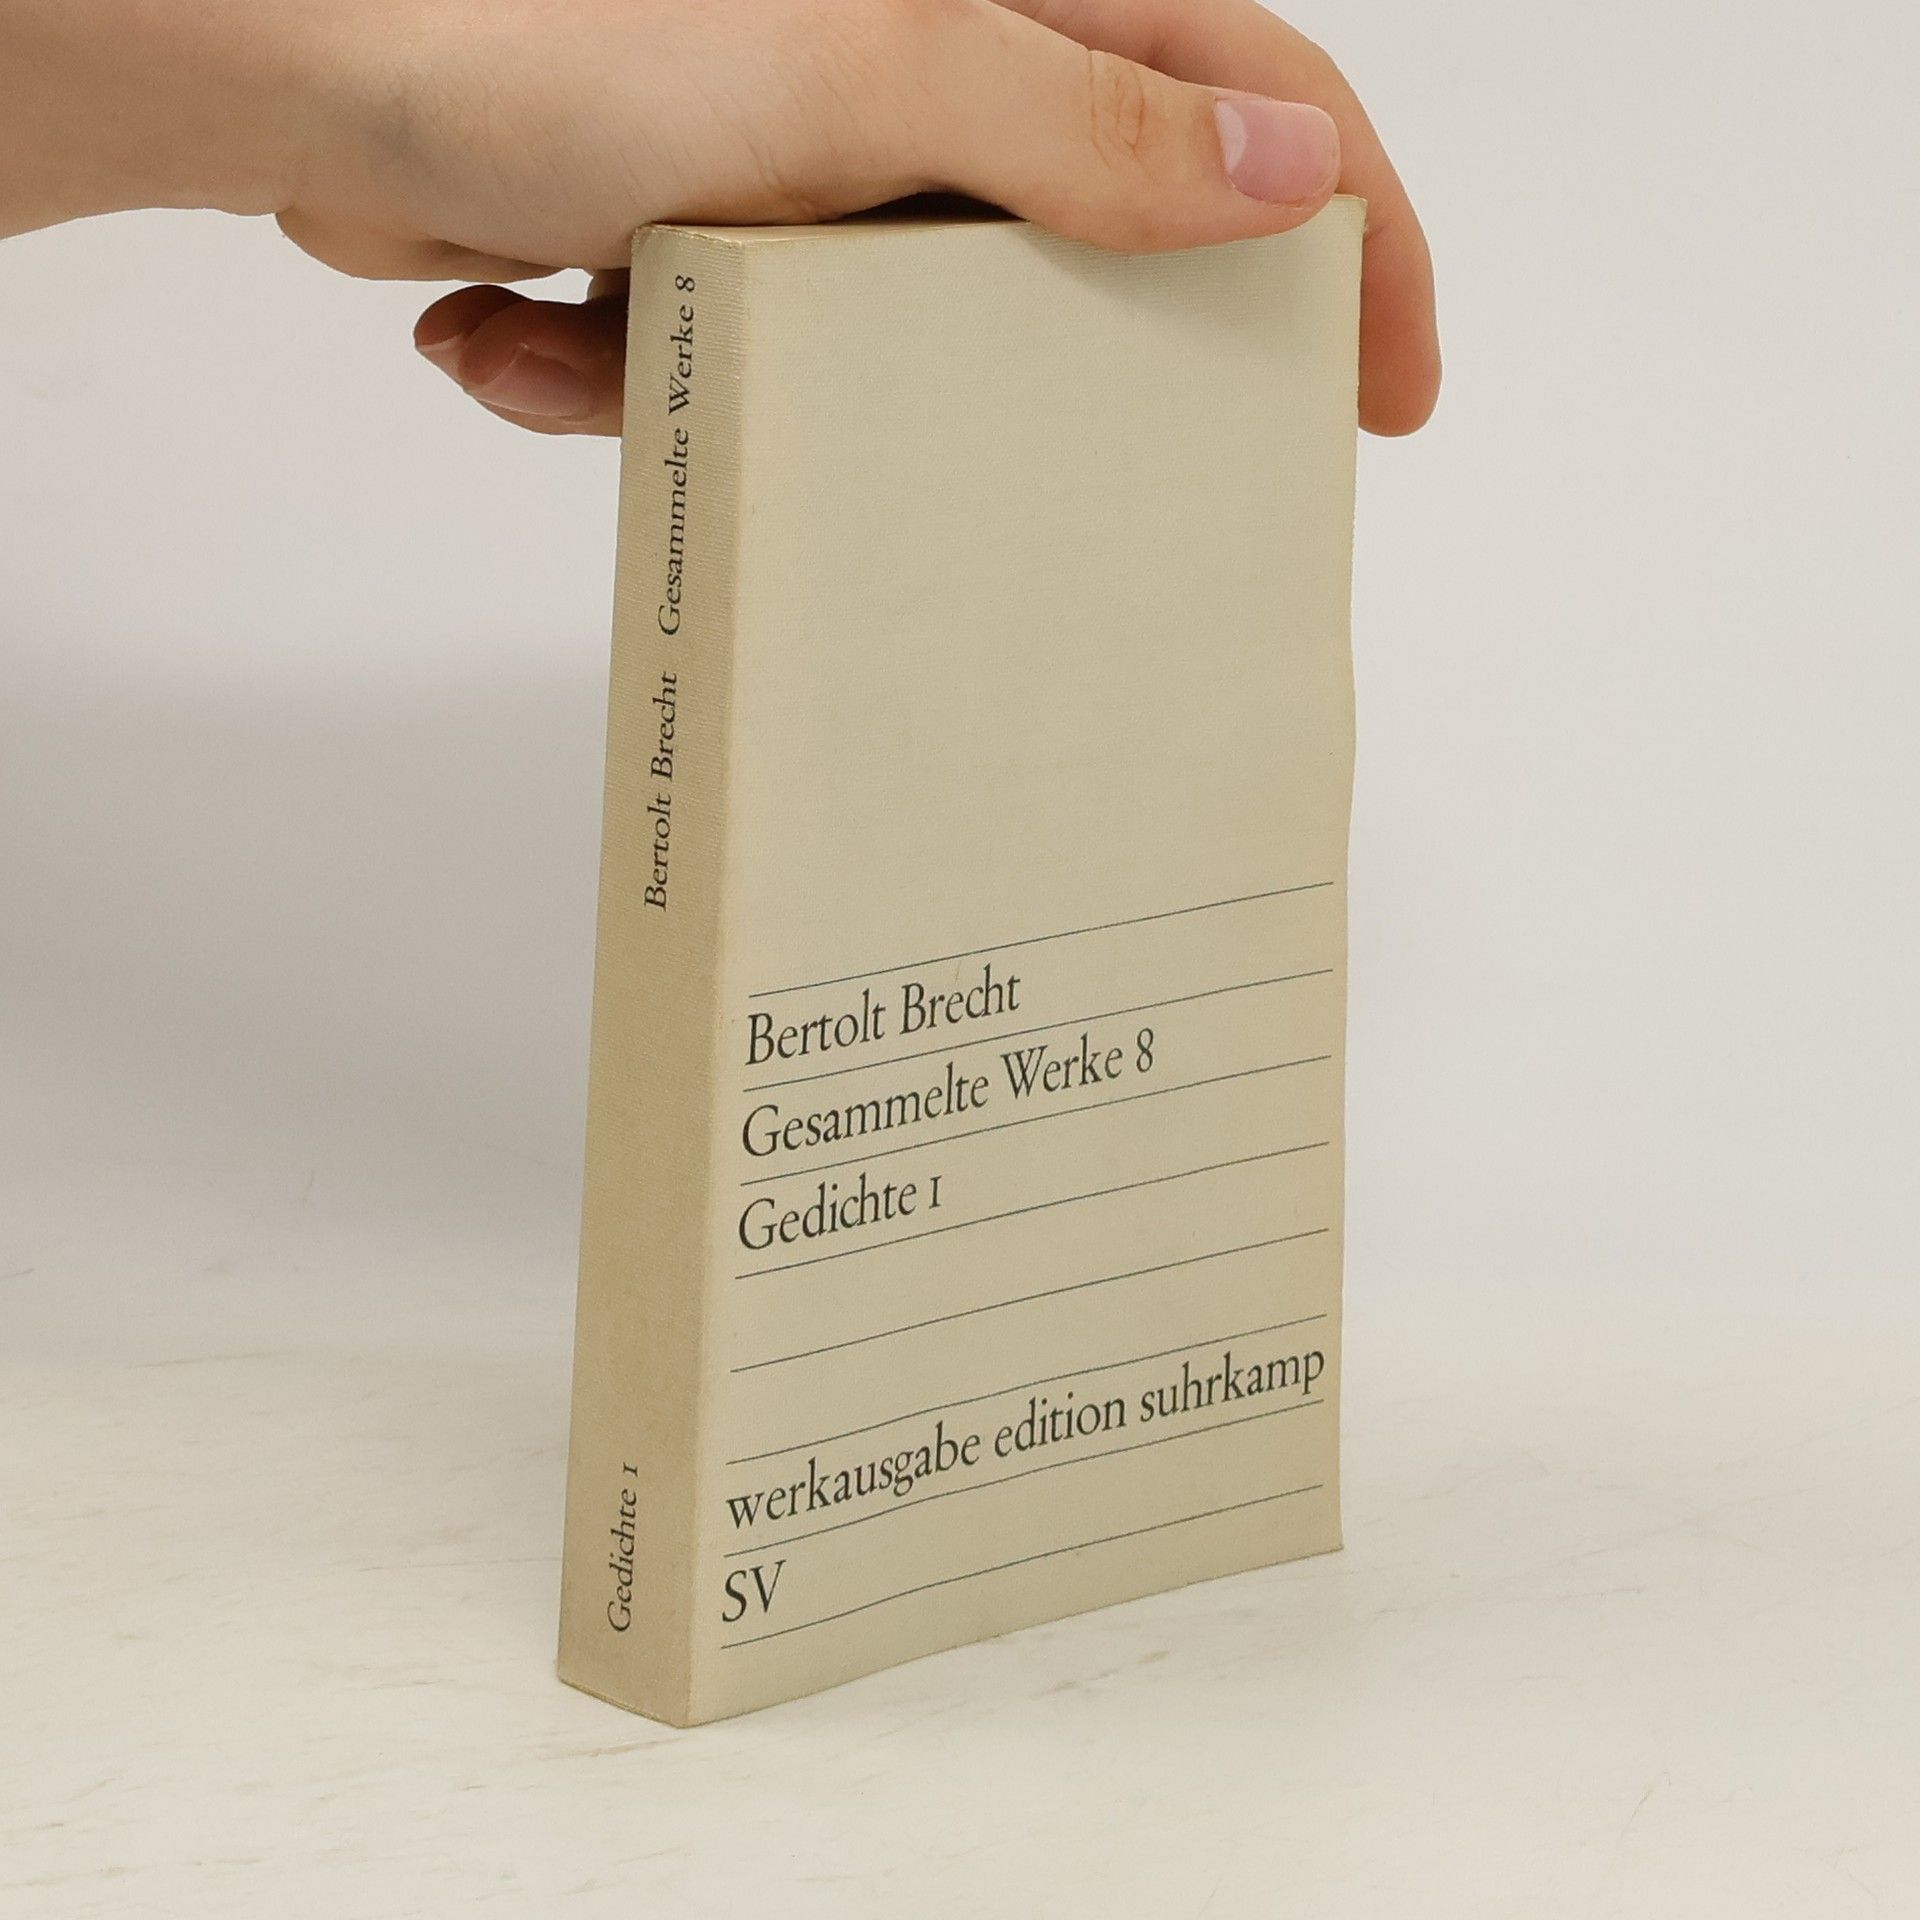 Bertolt Brecht Gesammelte Werke 8
Gedichte 1
Bertolt Brecht
Gesammelte Werke 8
Gedichte 1
werkausgabe edition suhrkamp
SV